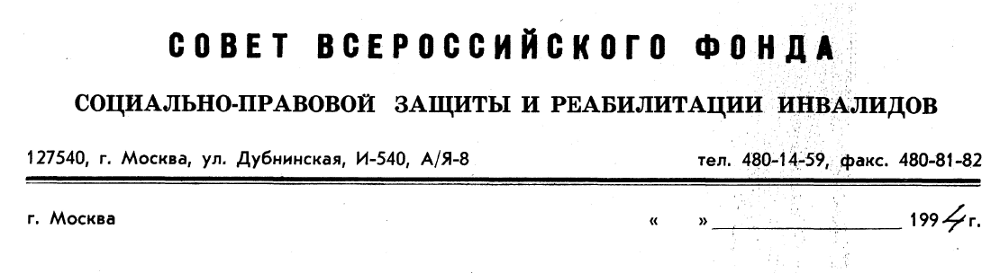 СОВЕТ ВСЕРОССИЙСКОГО ФОНДА
СОЦИАЛЬНО-ПРАВОВОЙ ЗАЩИТЫ И РЕАБИЛИТАЦИИ ИНВАЛИДОВ
127540, г. Москва, ул. Дубнинская, И-540, А/Я-8 тел. 480-14-59, факс. 480-81-82
г. Москва « » ____________________ 1994 г.